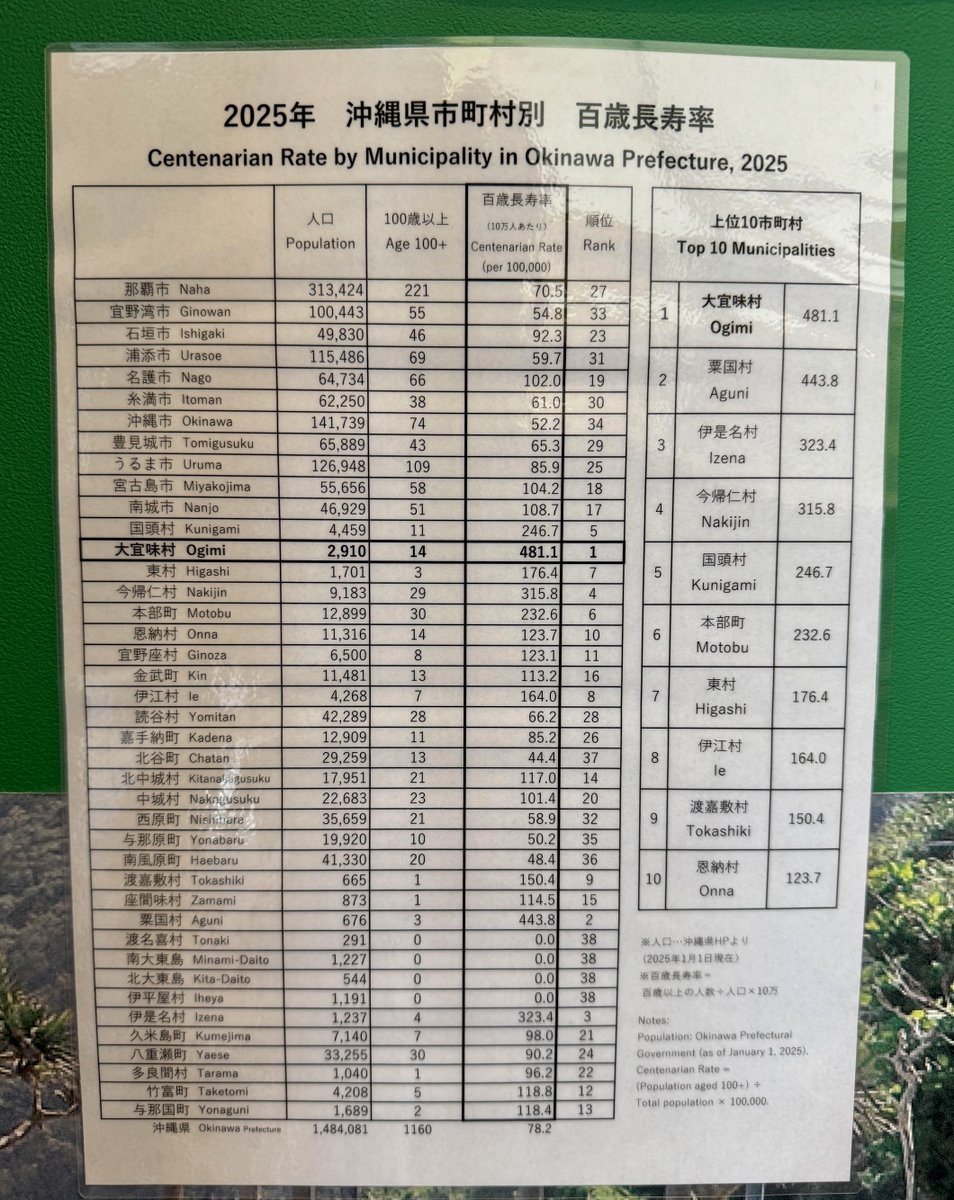 2025年 沖縄県市町村別 百歳長寿率
Centenarian Rate by Municipality in Okinawa Prefecture, 2025
人口 Population 100歳以上 Age 100+ 百歳長寿率 (10万人あたり) Centenarian Rate (per 100,000) 順位 Rank
那覇市 Naha 313,424 221 70.5 27
宜野湾市 Ginowan 100,443 55 54.8 33
石垣市 Ishigaki 49,830 46 92.3 23
浦添市 Urasoe 115,486 69 59.7 31
名護市 Nago 64,734 66 102.0 19
糸満市 Itoman 62,250 38 61.0 30
沖縄市 Okinawa 141,739 74 52.2 34
豊見城市 Tomigusuku 65,889 43 65.3 29
うるま市 Uruma 126,948 109 85.9 25
宮古島市 Miyakojima 55,656 58 104.2 18
南城市 Nanjo 46,929 51 108.7 17
国頭村 Kunigami 4,459 11 246.7 5
大宜味村 Ogimi 2,910 14 481.1 1
東村 Higashi 1,701 3 176.4 7
今帰仁村 Nakijin 9,183 29 315.8 4
本部町 Motobu 12,899 30 232.6 6
恩納村 Onna 11,316 14 123.7 10
宜野座村 Ginoza 6,500 8 123.1 11
金武町 Kin 11,481 13 113.2 16
伊江村 Ie 4,268 7 164.0 8
読谷村 Yomitan 42,289 28 66.2 28
嘉手納町 Kadena 12,909 11 85.2 26
北谷町 Chatan 29,259 13 44.4 37
北中城村 Kitanakagusuku 17,951 21 117.0 14
中城村 Nakagusuku 22,683 23 101.4 20
西原町 Nishihara 35,659 21 58.9 32
与那原町 Yonabaru 19,920 10 50.2 35
南風原町 Haebaru 41,330 20 48.4 36
渡嘉敷村 Tokashiki 665 1 150.4 9
座間味村 Zamami 873 1 114.5 15
粟国村 Aguni 676 3 443.8 2
渡名喜村 Tonaki 291 0 0.0 38
南大東島 Minami-Daito 1,227 0 0.0 38
北大東島 Kita-Daito 544 0 0.0 38
伊平屋村 Iheya 1,191 0 0.0 38
伊是名村 Izena 1,237 4 323.4 3
久米島町 Kumejima 7,140 7 98.0 21
八重瀬町 Yaese 33,255 30 90.2 24
多良間村 Tarama 1,040 1 96.2 22
竹富町 Taketomi 4,208 5 118.8 12
与那国町 Yonaguni 1,689 2 118.4 13
沖縄県 Okinawa Prefecture 1,484,081 1160 78.2
上位10市町村
Top 10 Municipalities
1 大宜味村 Ogimi 481.1
2 粟国村 Aguni 443.8
3 伊是名村 Izena 323.4
4 今帰仁村 Nakijin 315.8
5 国頭村 Kunigami 246.7
6 本部町 Motobu 232.6
7 東村 Higashi 176.4
8 伊江村 Ie 164.0
9 渡嘉敷村 Tokashiki 150.4
10 恩納村 Onna 123.7
※人口…沖縄県HPより
(2025年1月1日現在)
※百歳長寿率＝
百歳以上の人数÷人口×10万
Notes:
Population: Okinawa Prefectural
Government (as of January 1, 2025).
Centenarian Rate =
(Population aged 100+) ÷
Total population × 100,000.